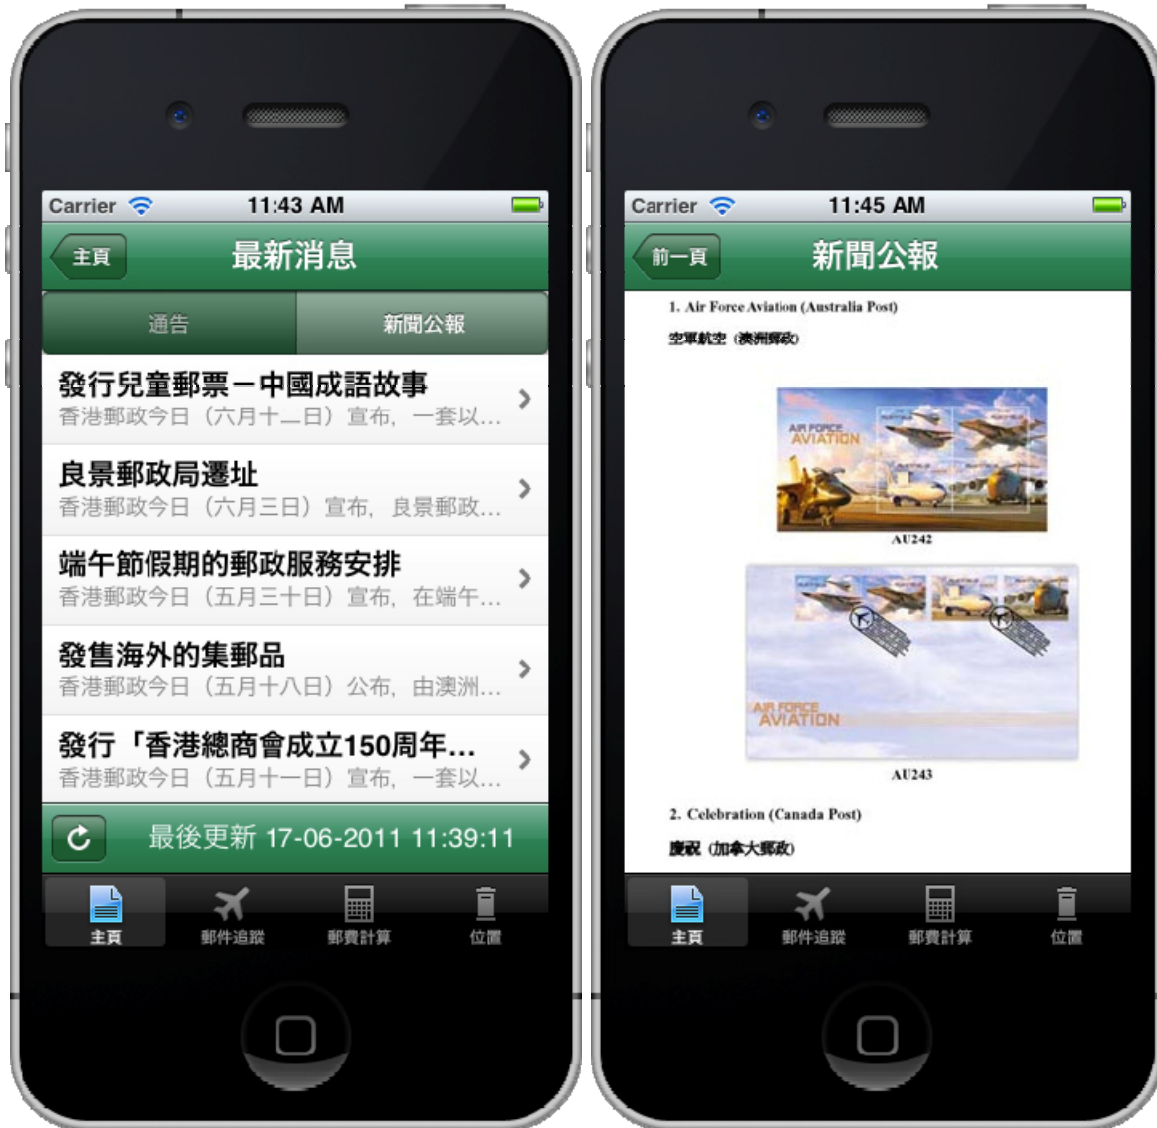 Carrier 11:43 AM
主頁 最新消息
通告 新聞公報
發行兒童郵票－中國成語故事
香港郵政今日（六月十二日）宣布，一套以...
良景郵政局遷址
香港郵政今日（六月三日）宣布，良景郵政...
端午節假期的郵政服務安排
香港郵政今日（五月三十日）宣布，在端午...
發售海外的集郵品
香港郵政今日（五月十八日）公布，由澳洲...
發行「香港總商會成立150周年...
香港郵政今日（五月十一日）宣布，一套以...
最後更新 17-06-2011 11:39:11
主頁 郵件追蹤 郵費計算 位置
Carrier 11:45 AM
前一頁 新聞公報
1. Air Force Aviation (Australia Post)
空軍航空 (澳洲郵政)
AIR FORCE
AVIATION
AU242
AIR FORCE
AVIATION
AU243
2. Celebration (Canada Post)
慶祝 (加拿大郵政)
主頁 郵件追蹤 郵費計算 位置